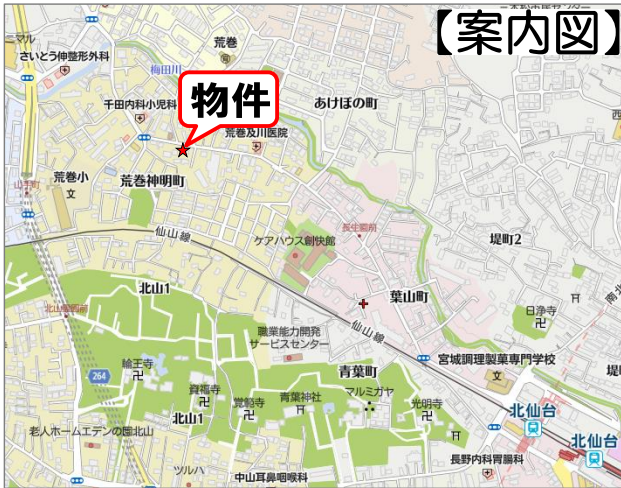 【案内図】
荒巻
さいとう伸整形外科
梅田川
千田内科小児科
物件
あけぼの町
荒巻及川医院
荒巻小
文
荒巻神明町
仙山線
ケアハウス創快館
長生園前
堤町2
北山1
葉山町
日浄寺
職業能力開発
サービスセンター
仙山線
宮城調理製菓専門学校
文
264
輪王寺
資福寺
北山1
覚範寺
青葉神社
青葉町
マルミガヤ
光明寺
北仙台
北仙台
老人ホームエデンの園北山
ツルハ
中山耳鼻咽喉科
長野内科胃腸科